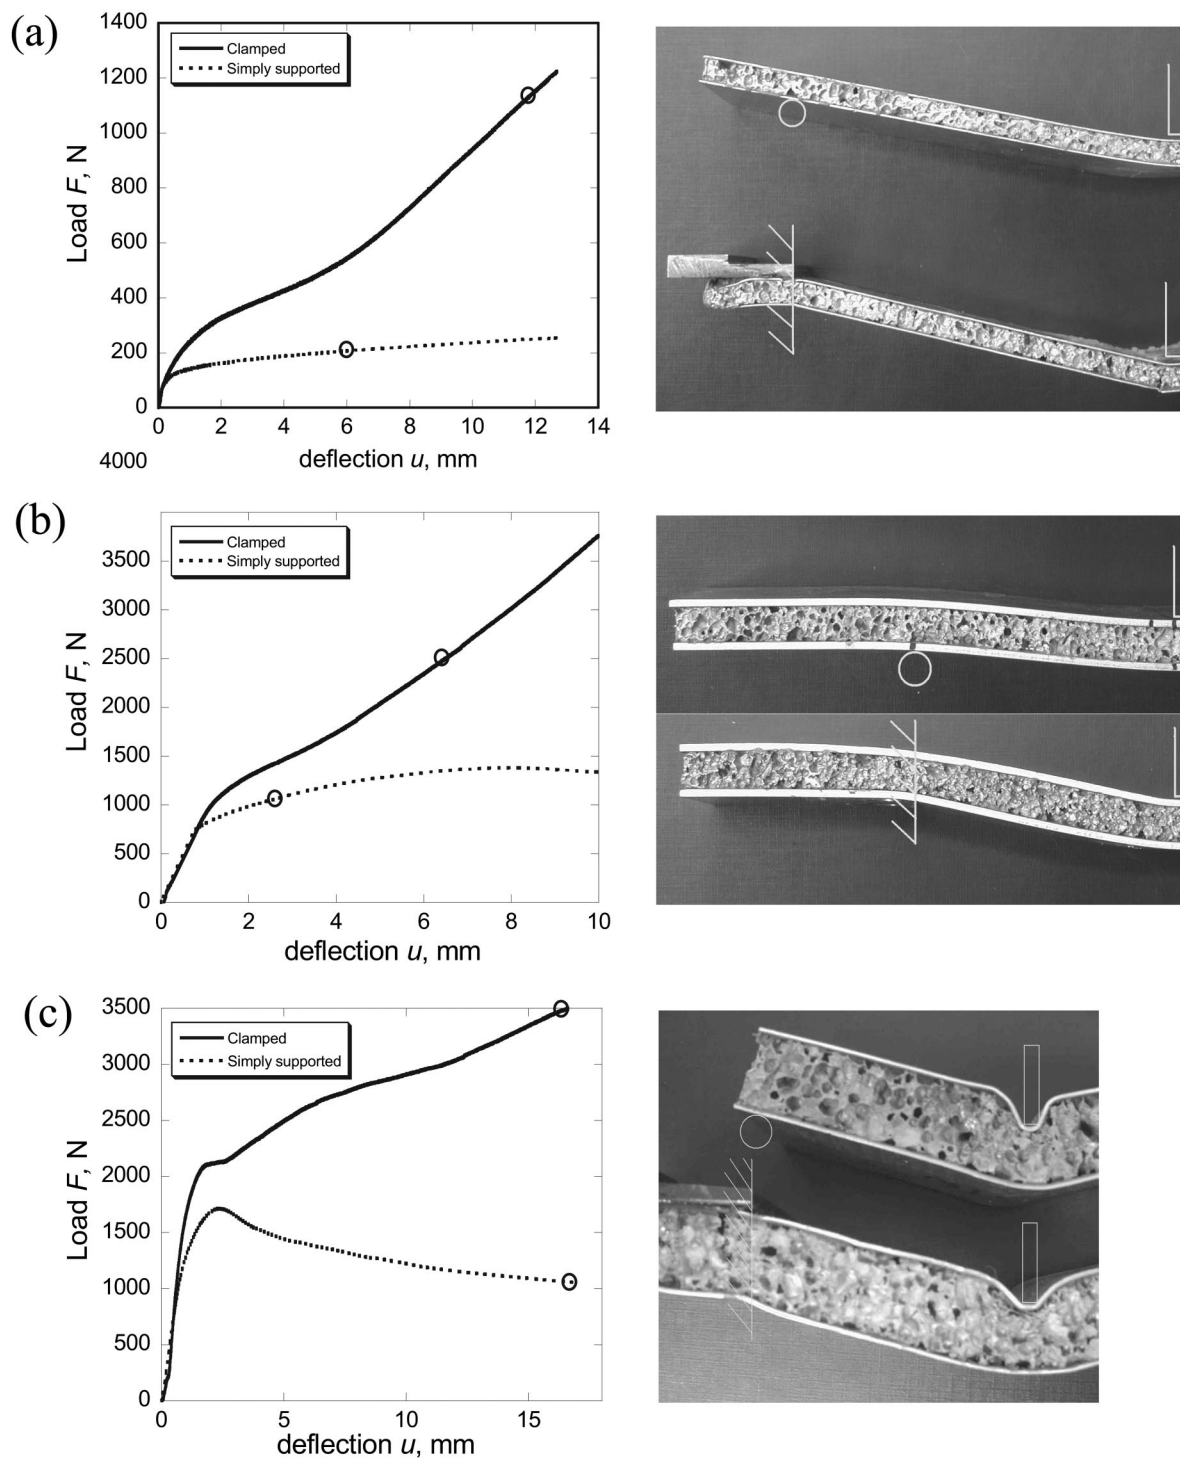 (a)
1400
1200
1000
800
600
400
200
0
Clamped
Simply supported
Load F, N
0 2 4 6 8 10 12 14
deflection u, mm
4000
(b)
3500
3000
2500
2000
1500
1000
500
0
Clamped
Simply supported
Load F, N
0 2 4 6 8 10
deflection u, mm
(c)
3500
3000
2500
2000
1500
1000
500
0
Clamped
Simply supported
Load F, N
0 5 10 15
deflection u, mm